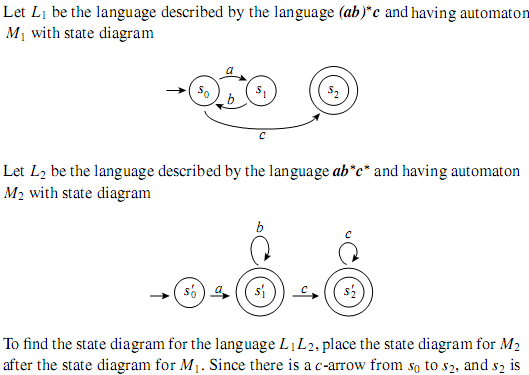 Let L₁ be the language described by the language (ab)*c and having automaton
M₁ with state diagram
a
s₀ s₁ s₂
b
c
Let L₂ be the language described by the language ab*c* and having automaton
M₂ with state diagram
b c
s'₀ a s'₁ c s'₂
To find the state diagram for the language L₁L₂, place the state diagram for M₂
after the state diagram for M₁. Since there is a c-arrow from s₀ to s₂, and s₂ is